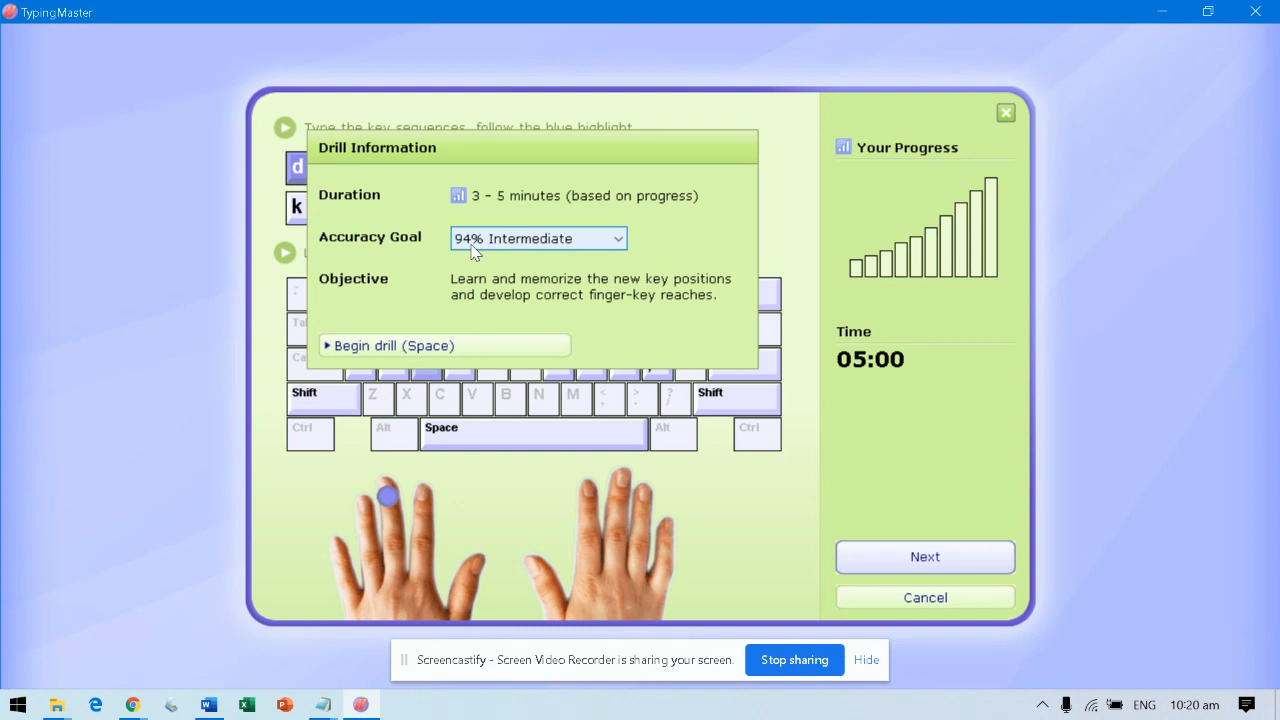 TypingMaster
Type the key sequences, follow the blue highlight
d
k
Drill Information
Duration
3 - 5 minutes (based on progress)
Accuracy Goal
94% Intermediate
Objective
Learn and memorize the new key positions
and develop correct finger-key reaches.
Begin drill (Space)
Shift Z X C V B N M < , > . ? / Shift
Ctrl Alt Space Alt Ctrl
Your Progress
Time
05:00
Next
Cancel
Screencastify - Screen Video Recorder is sharing your screen.
Stop sharing
Hide
ENG
10:20 am